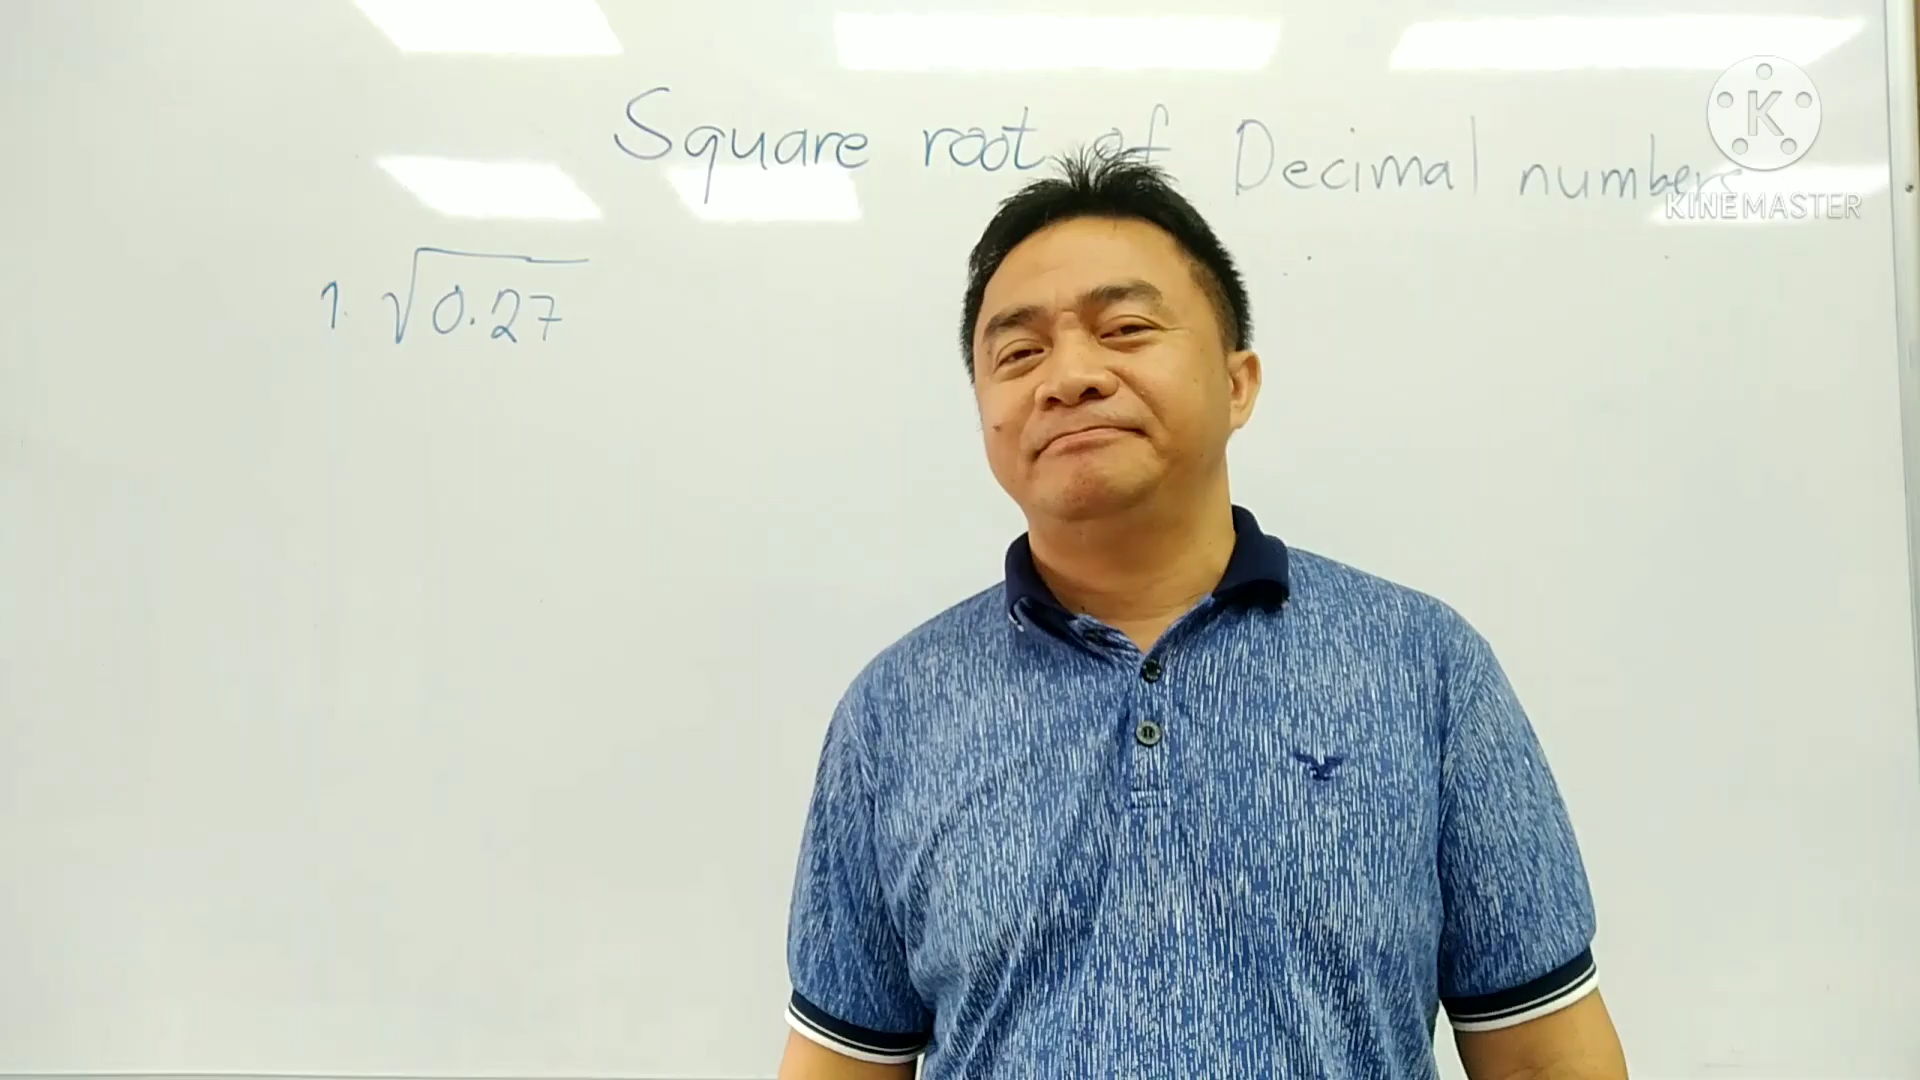 Square root of Decimal numbers
1. √0.27
K
KINEMASTER